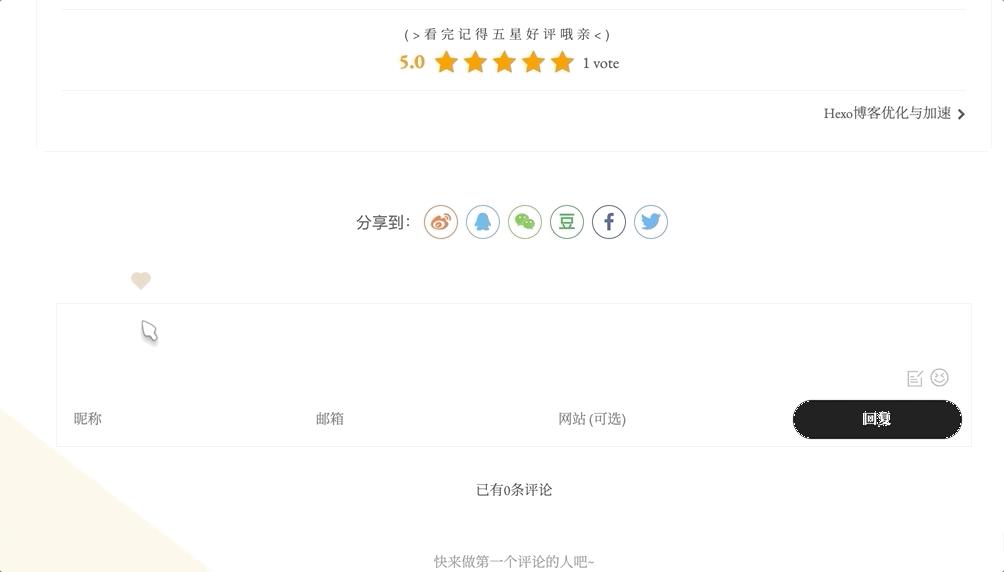 ( > 看 完 记 得 五 星 好 评 哦 亲 < )
5.0 1 vote
Hexo博客优化与加速
分享到:
昵称 邮箱 网站 (可选) 回复
已有0条评论
快来做第一个评论的人吧~